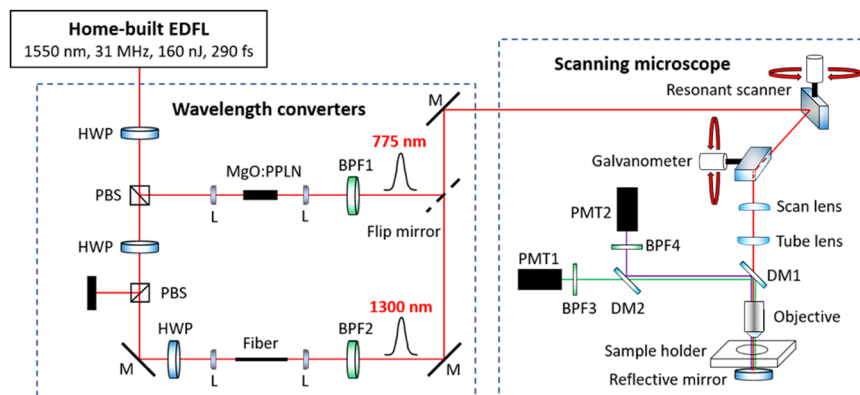 Home-built EDFL
1550 nm, 31 MHz, 160 nJ, 290 fs
Wavelength converters
HWP
PBS
MgO:PPLN
L
L
BPF1
775 nm
M
Flip mirror
HWP
PBS
M
HWP
L
Fiber
L
BPF2
1300 nm
M
Scanning microscope
Resonant scanner
Galvanometer
Scan lens
Tube lens
PMT2
BPF4
PMT1
BPF3
DM2
DM1
Objective
Sample holder
Reflective mirror